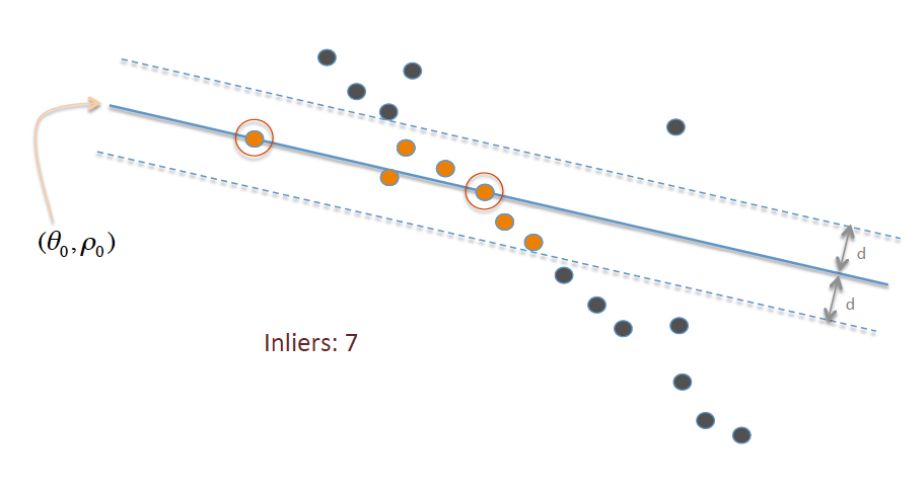 (θ₀, ρ₀)
d
d
Inliers: 7